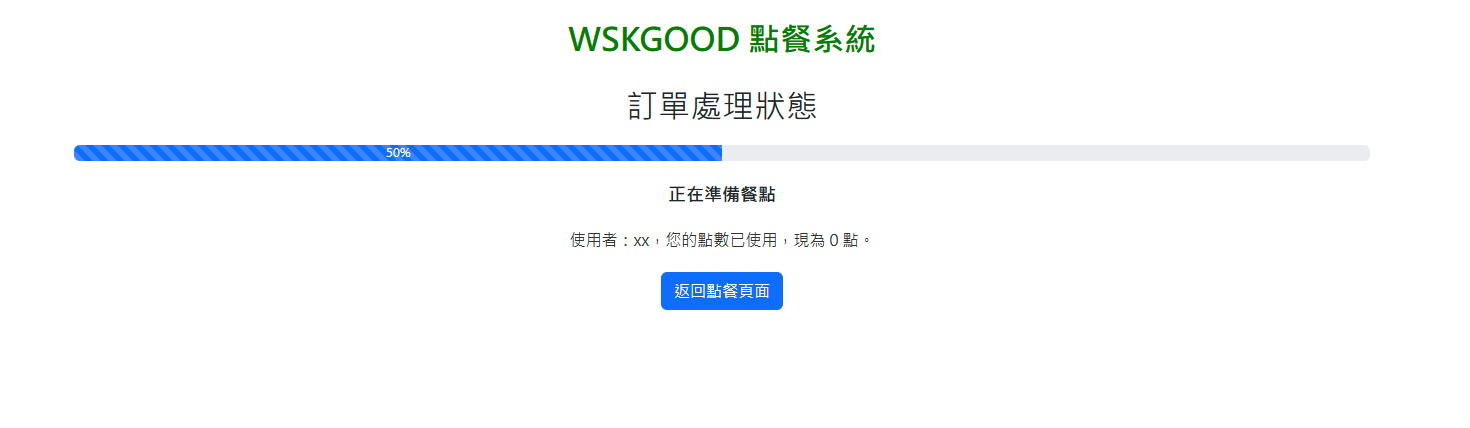 WSKGOOD 點餐系統
訂單處理狀態
50%
正在準備餐點
使用者：xx，您的點數已使用，現為 0 點。
返回點餐頁面